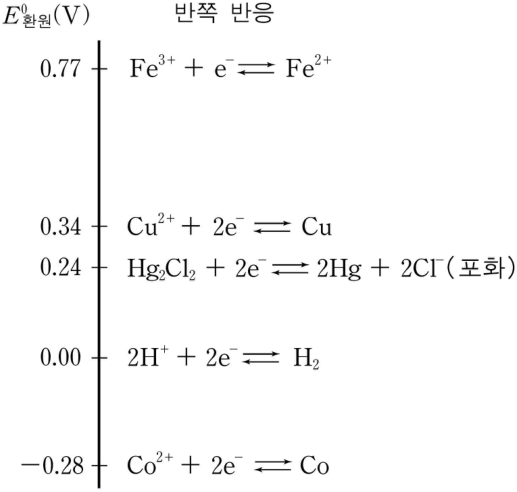 E⁰환원(V) 반쪽 반응
0.77 Fe³⁺ + e⁻ ⇌ Fe²⁺
0.34 Cu²⁺ + 2e⁻ ⇌ Cu
0.24 Hg₂Cl₂ + 2e⁻ ⇌ 2Hg + 2Cl⁻(포화)
0.00 2H⁺ + 2e⁻ ⇌ H₂
−0.28 Co²⁺ + 2e⁻ ⇌ Co